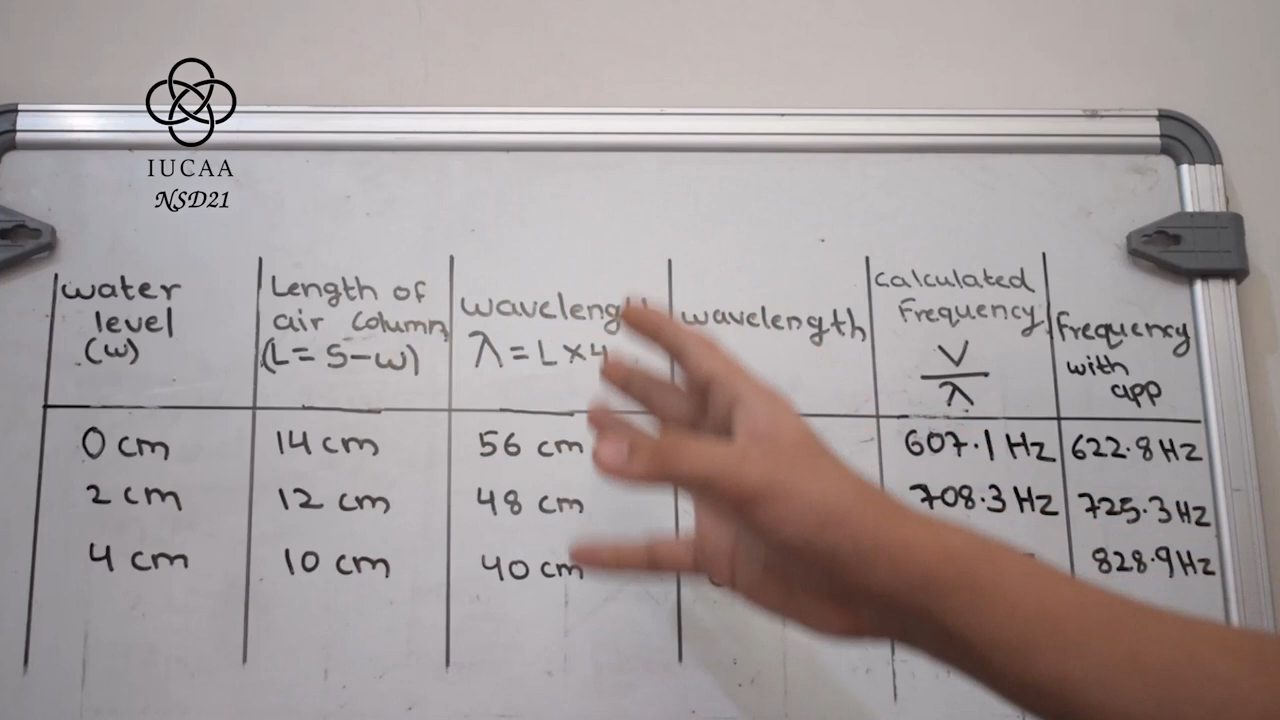 IUCAA
NSD21
water
level
(w)
Length of
air column
(L = S-w)
wavelength
λ = L×4
wavelength
Calculated
Frequency
V
λ
frequency
with
app
0 cm 14 cm 56 cm 607.1 Hz 622.8 Hz
2 cm 12 cm 48 cm 708.3 Hz 725.3 Hz
4 cm 10 cm 40 cm 828.9 Hz